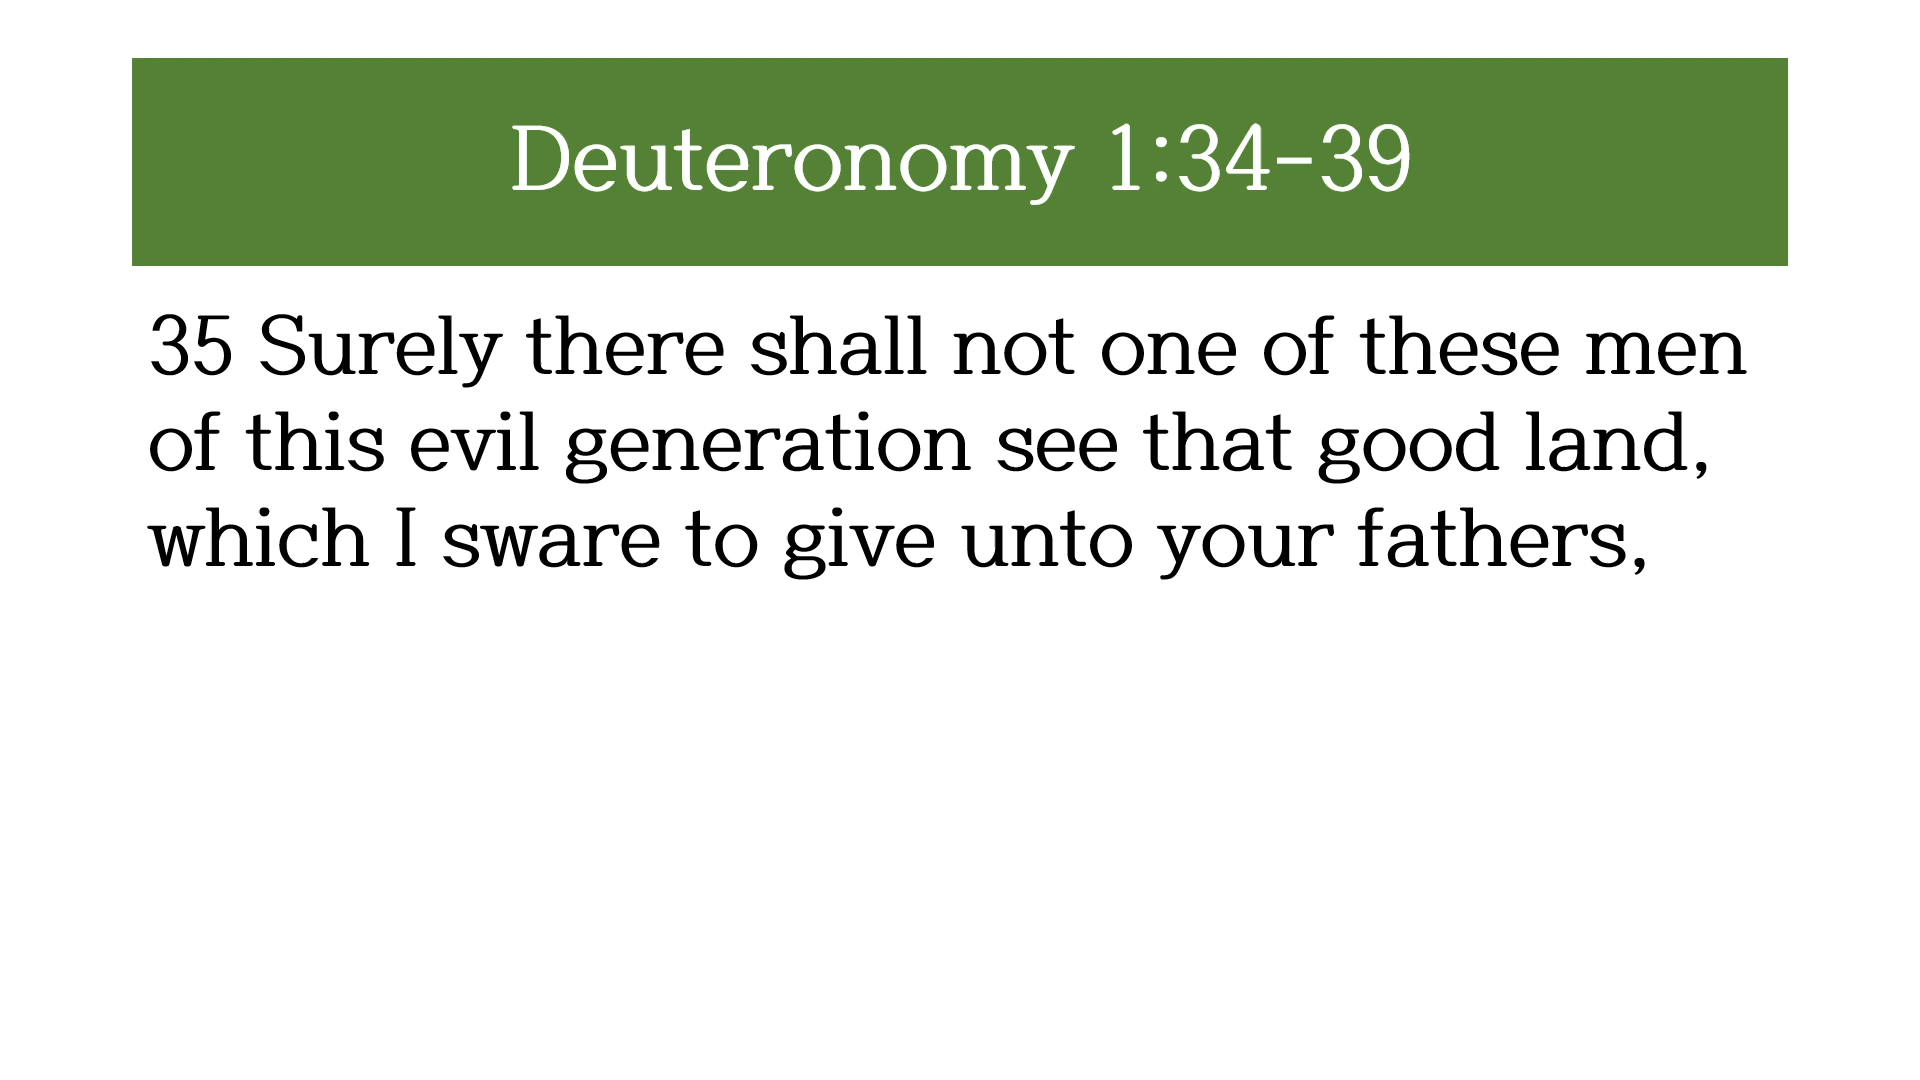 Deuteronomy 1:34-39
35 Surely there shall not one of these men
of this evil generation see that good land,
which I sware to give unto your fathers,